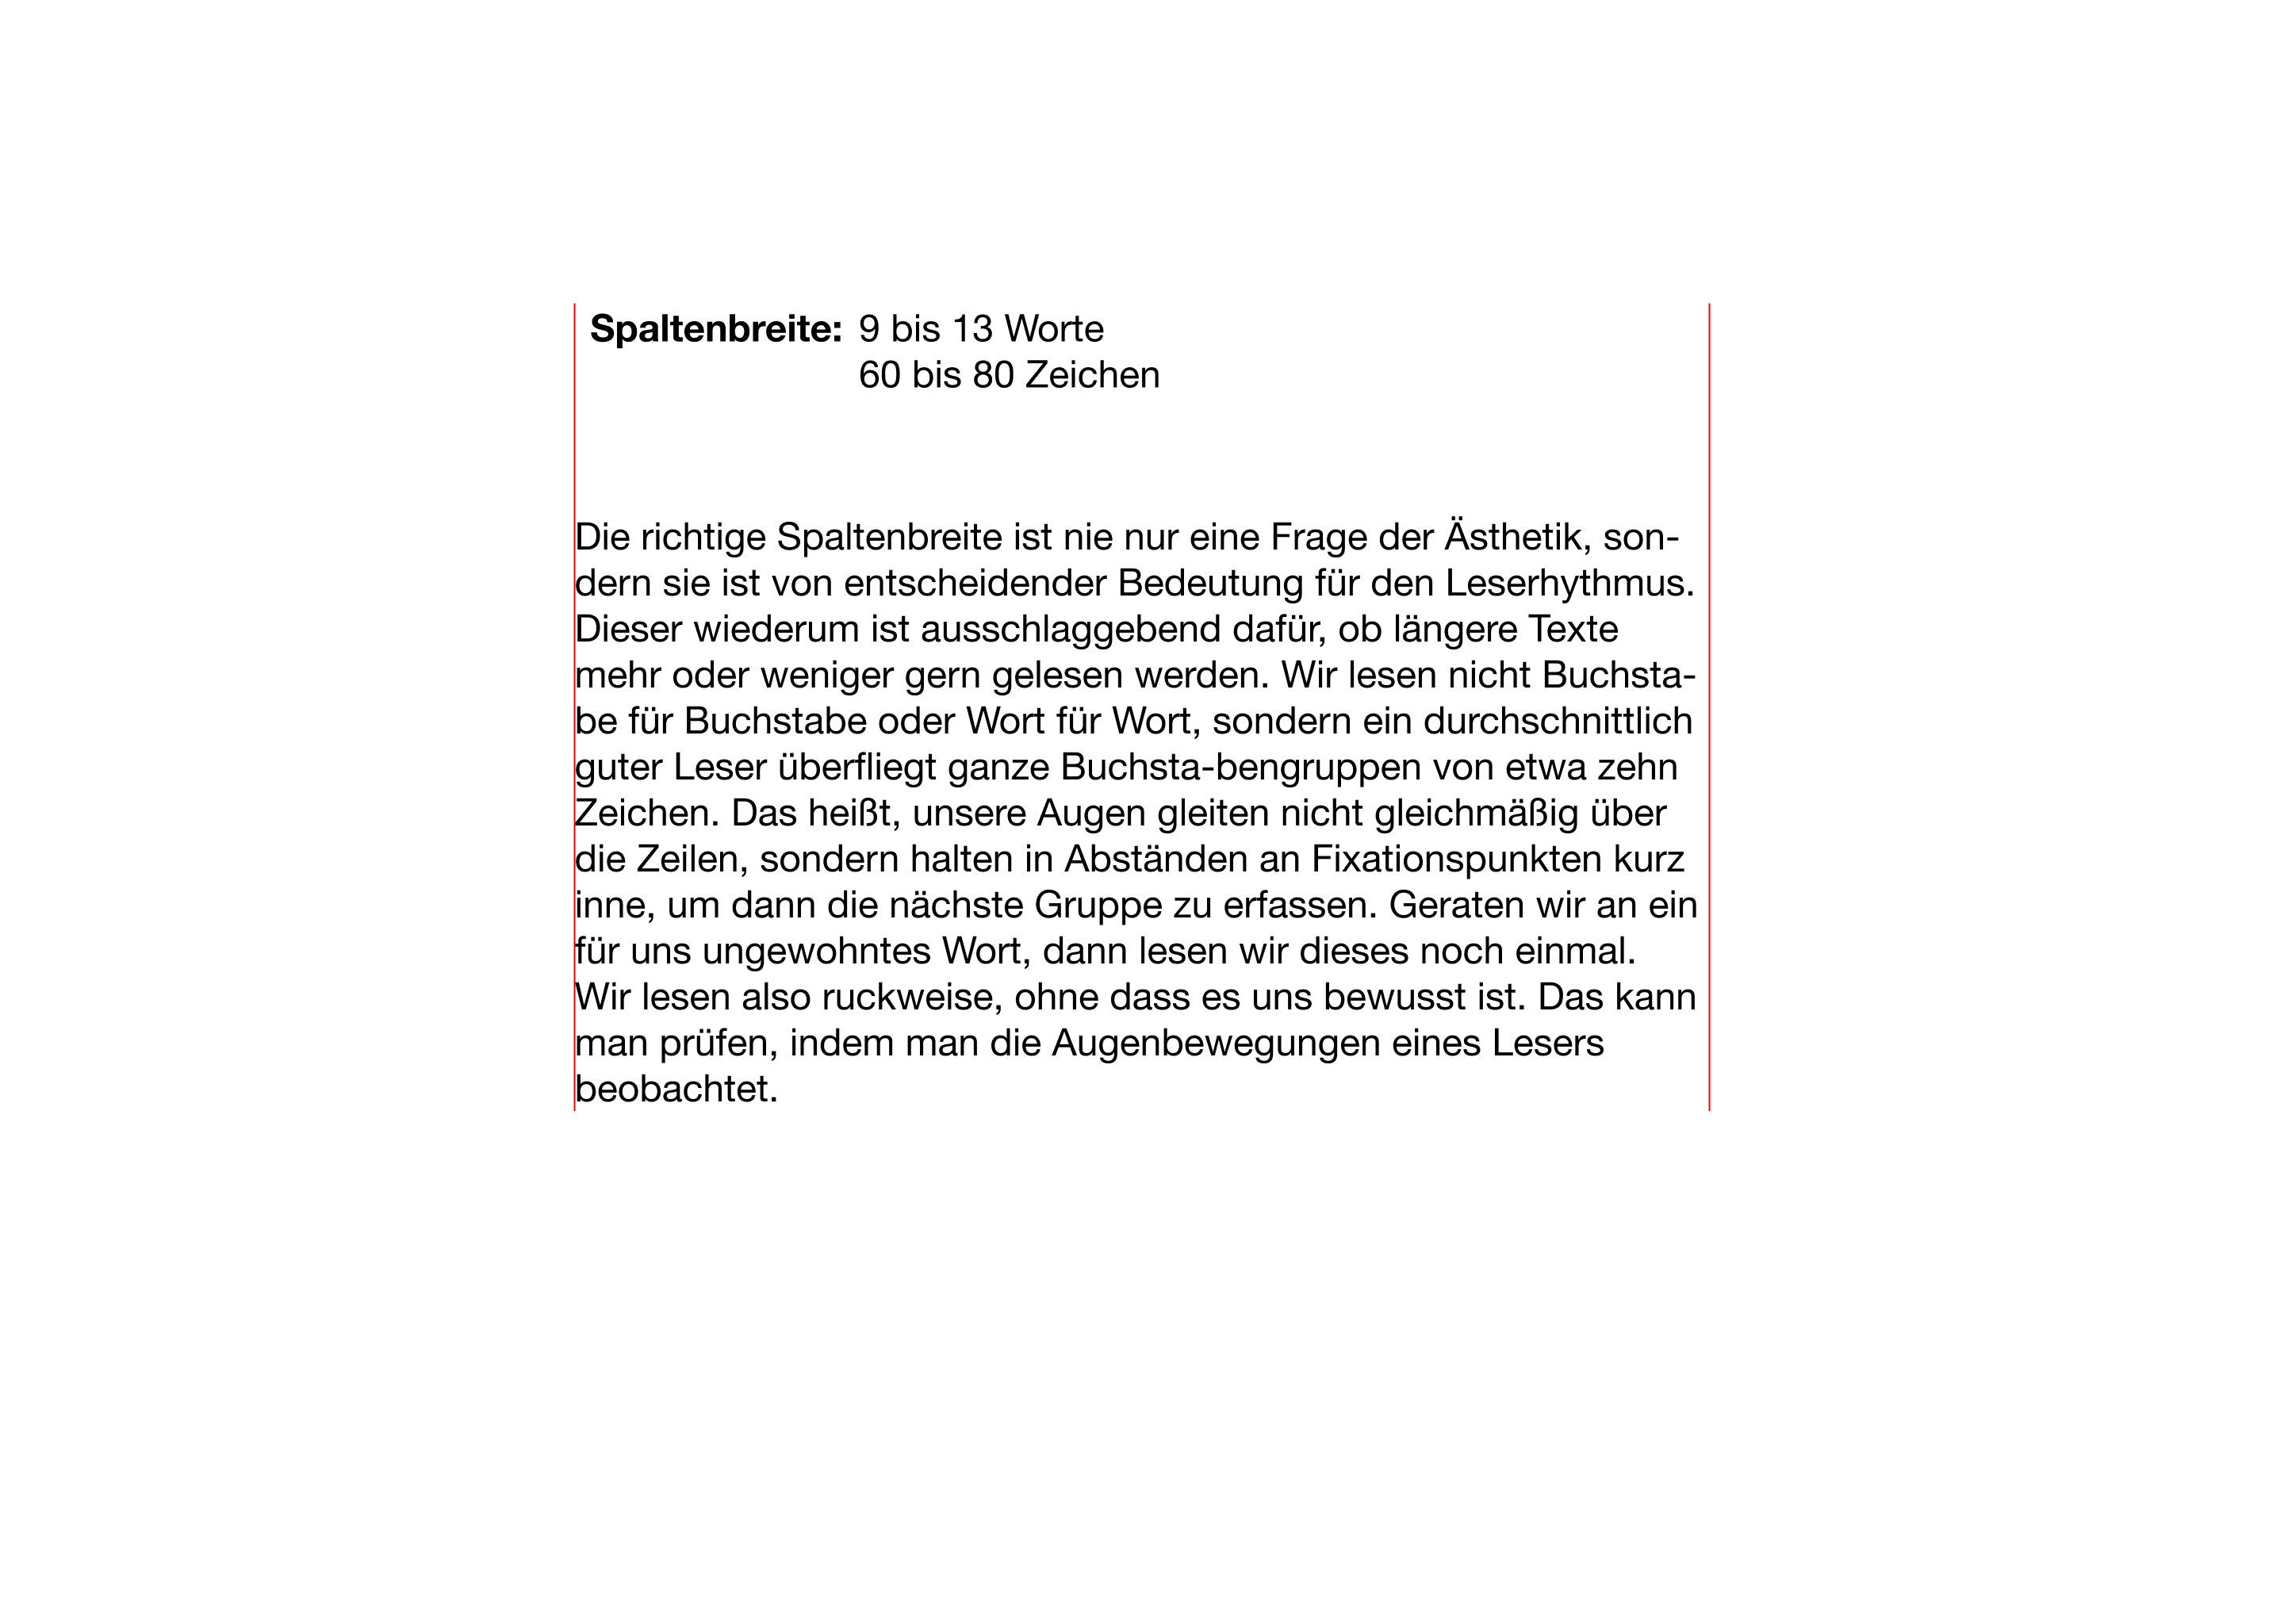 Spaltenbreite: 9 bis 13 Worte
60 bis 80 Zeichen
Die richtige Spaltenbreite ist nie nur eine Frage der Ästhetik, son-
dern sie ist von entscheidender Bedeutung für den Leserhythmus.
Dieser wiederum ist ausschlaggebend dafür, ob längere Texte
mehr oder weniger gern gelesen werden. Wir lesen nicht Buchsta-
be für Buchstabe oder Wort für Wort, sondern ein durchschnittlich
guter Leser überfliegt ganze Buchsta-bengruppen von etwa zehn
Zeichen. Das heißt, unsere Augen gleiten nicht gleichmäßig über
die Zeilen, sondern halten in Abständen an Fixationspunkten kurz
inne, um dann die nächste Gruppe zu erfassen. Geraten wir an ein
für uns ungewohntes Wort, dann lesen wir dieses noch einmal.
Wir lesen also ruckweise, ohne dass es uns bewusst ist. Das kann
man prüfen, indem man die Augenbewegungen eines Lesers
beobachtet.